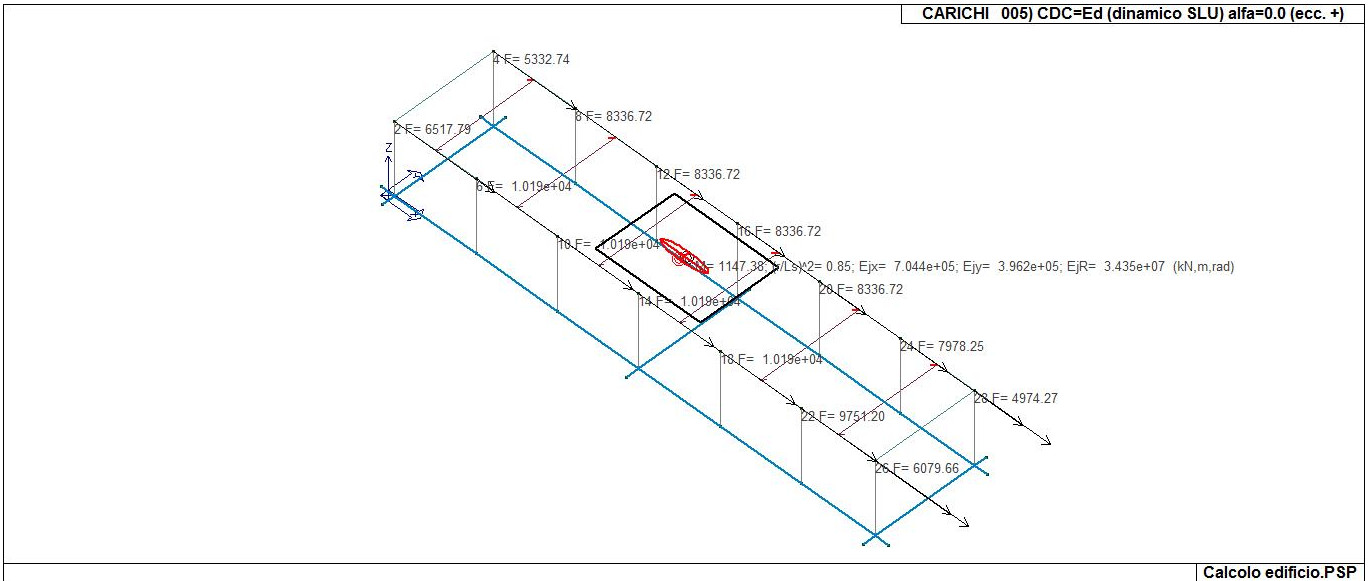 CARICHI 005) CDC=Ed (dinamico SLU) alfa=0.0 (ecc. +)
4 F= 5332.74
8 F= 8336.72
2 F= 6517.79
Z
12 F= 8336.72
6 F= 1.019e+04
16 F= 8336.72
10 F= 1.019e+04
= 1147.38; (r/Ls)^2= 0.85; Ejx= 7.044e+05; Ejy= 3.962e+05; EjR= 3.435e+07 (kN,m,rad)
20 F= 8336.72
14 F= 1.019e+04
24 F= 7978.25
18 F= 1.019e+04
28 F= 4974.27
22 F= 9751.20
26 F= 6079.66
Calcolo edificio.PSP